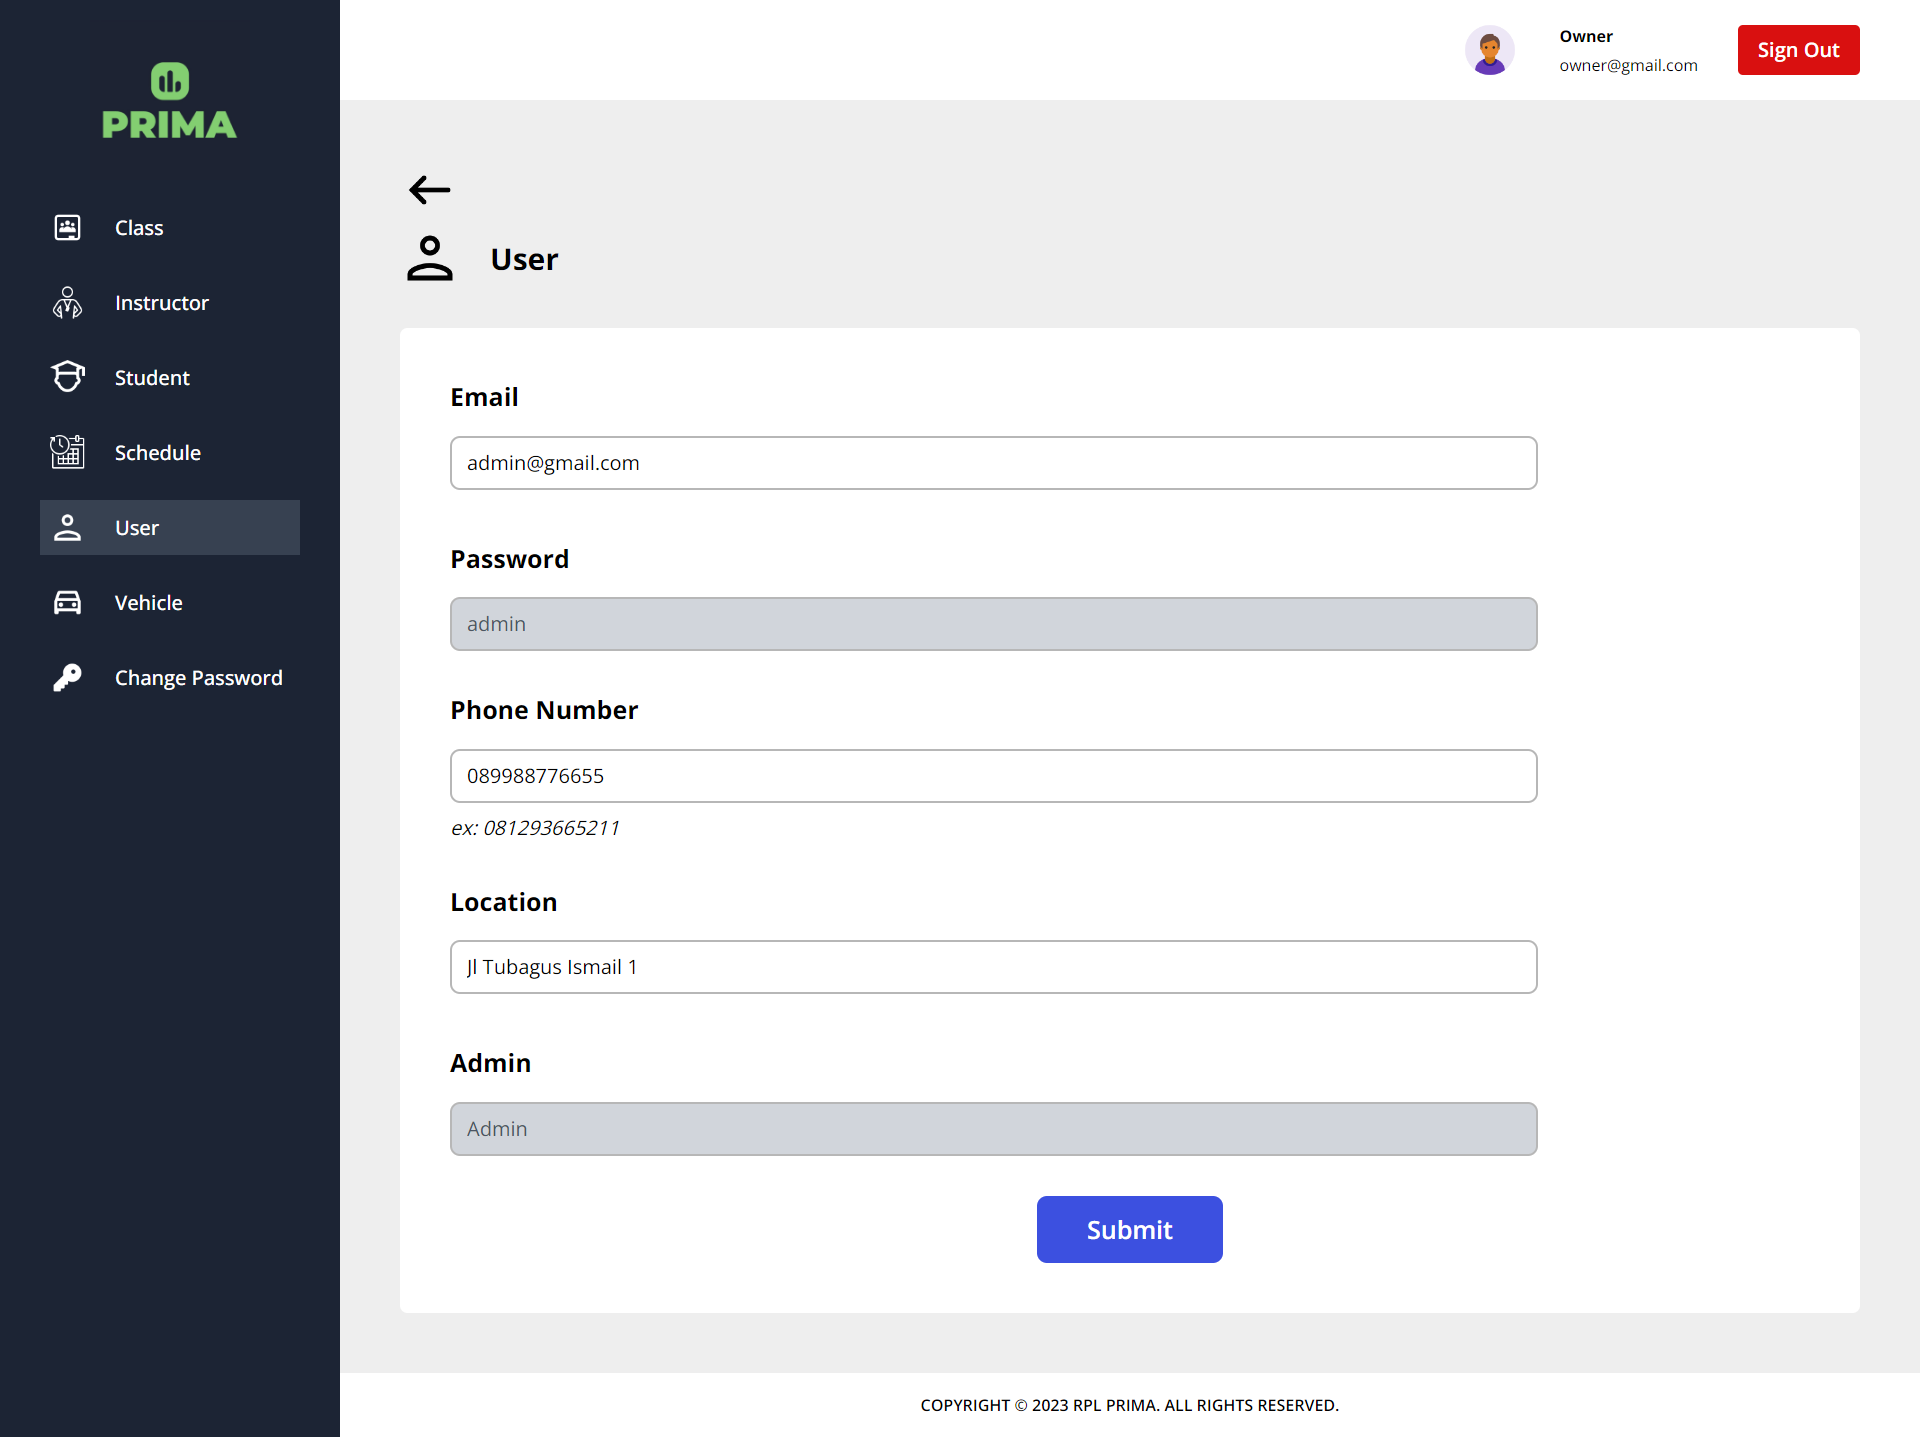 PRIMA
Class
Instructor
Student
Schedule
User
Vehicle
Change Password
Owner
owner@gmail.com
Sign Out
User
Email
admin@gmail.com
Password
admin
Phone Number
089988776655
ex: 081293665211
Location
Jl Tubagus Ismail 1
Admin
Admin
Submit
COPYRIGHT © 2023 RPL PRIMA. ALL RIGHTS RESERVED.